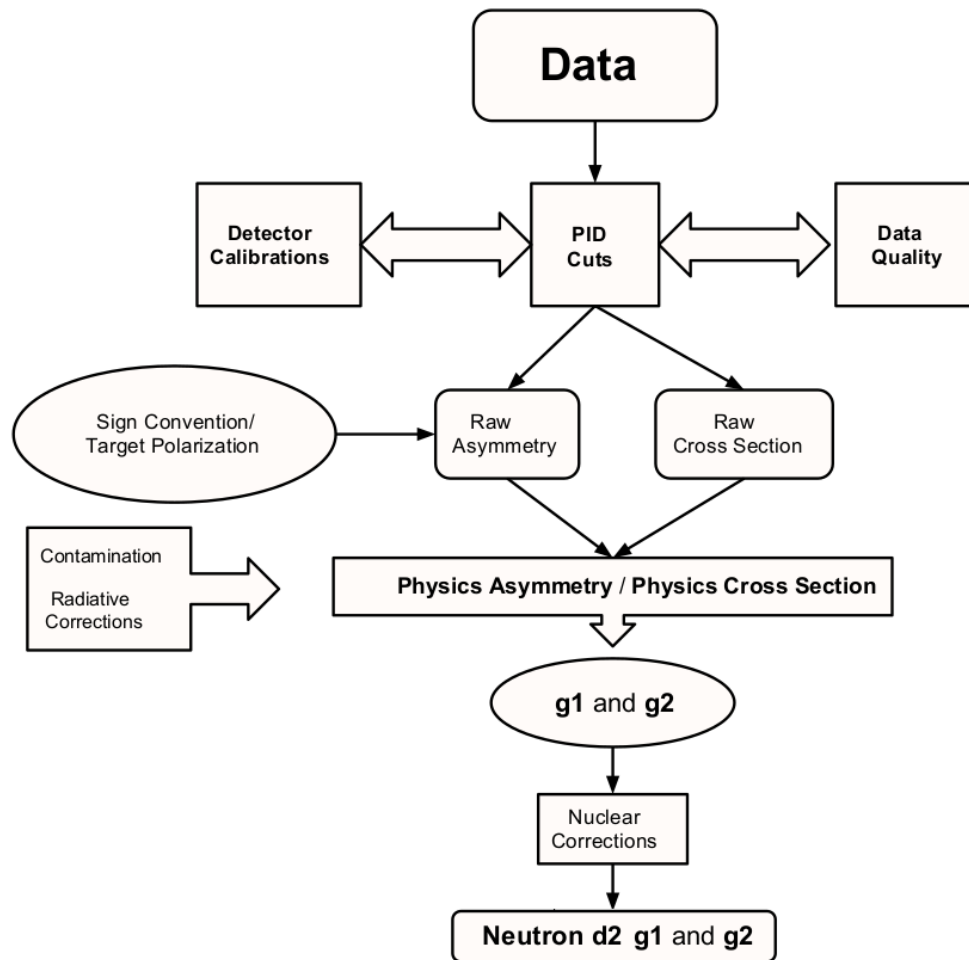 Data
Detector
Calibrations
PID
Cuts
Data
Quality
Sign Convention/
Target Polarization
Raw
Asymmetry
Raw
Cross Section
Contamination
Radiative
Corrections
Physics Asymmetry / Physics Cross Section
g1 and g2
Nuclear
Corrections
Neutron d2 g1 and g2